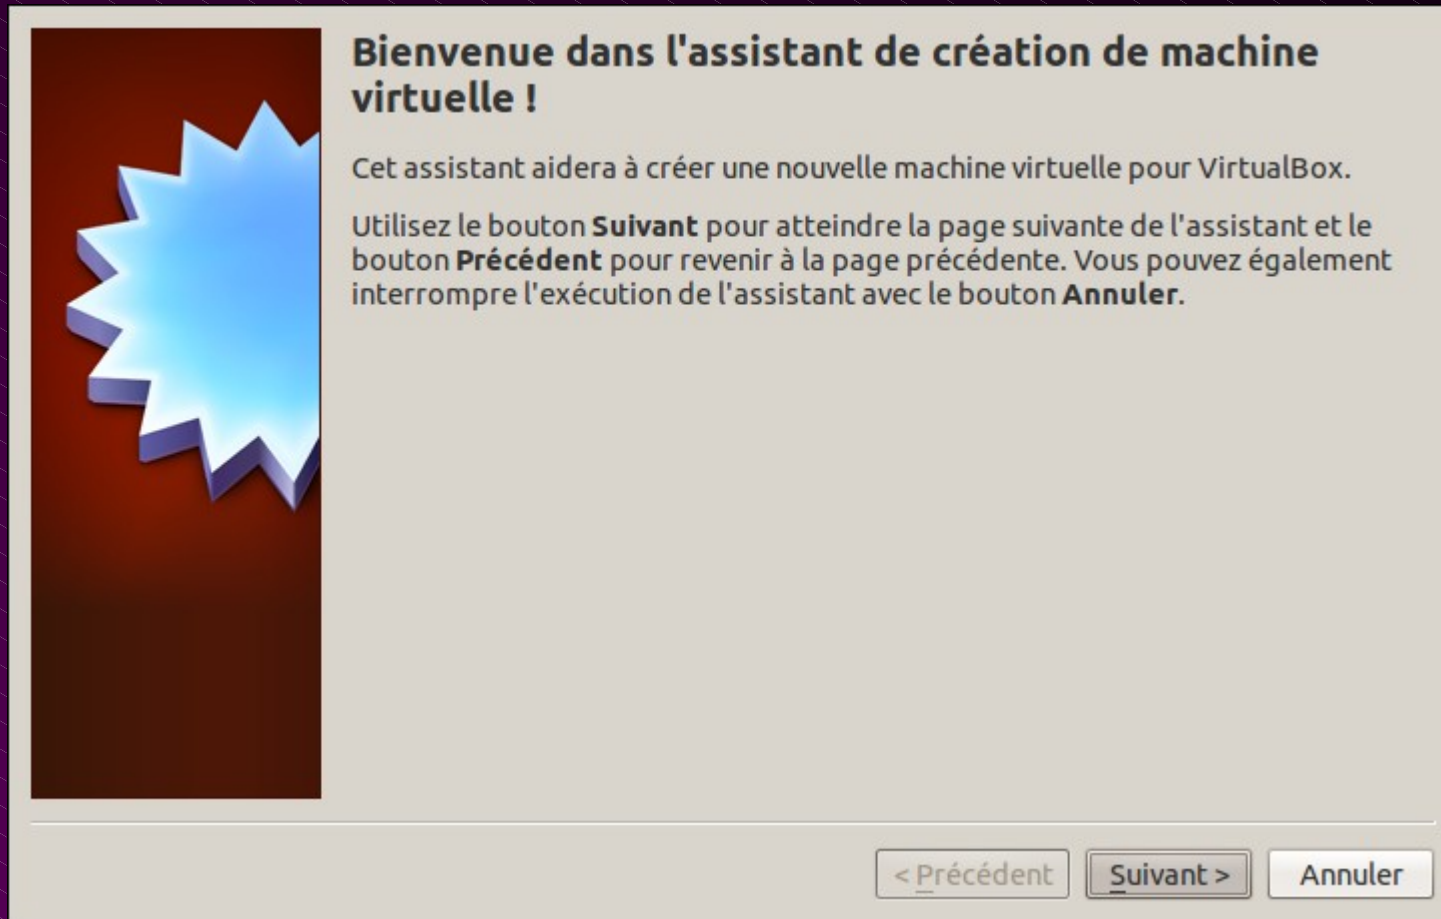 Bienvenue dans l'assistant de création de machine
virtuelle !
Cet assistant aidera à créer une nouvelle machine virtuelle pour VirtualBox.
Utilisez le bouton Suivant pour atteindre la page suivante de l'assistant et le
bouton Précédent pour revenir à la page précédente. Vous pouvez également
interrompre l'exécution de l'assistant avec le bouton Annuler.
< Précédent Suivant > Annuler